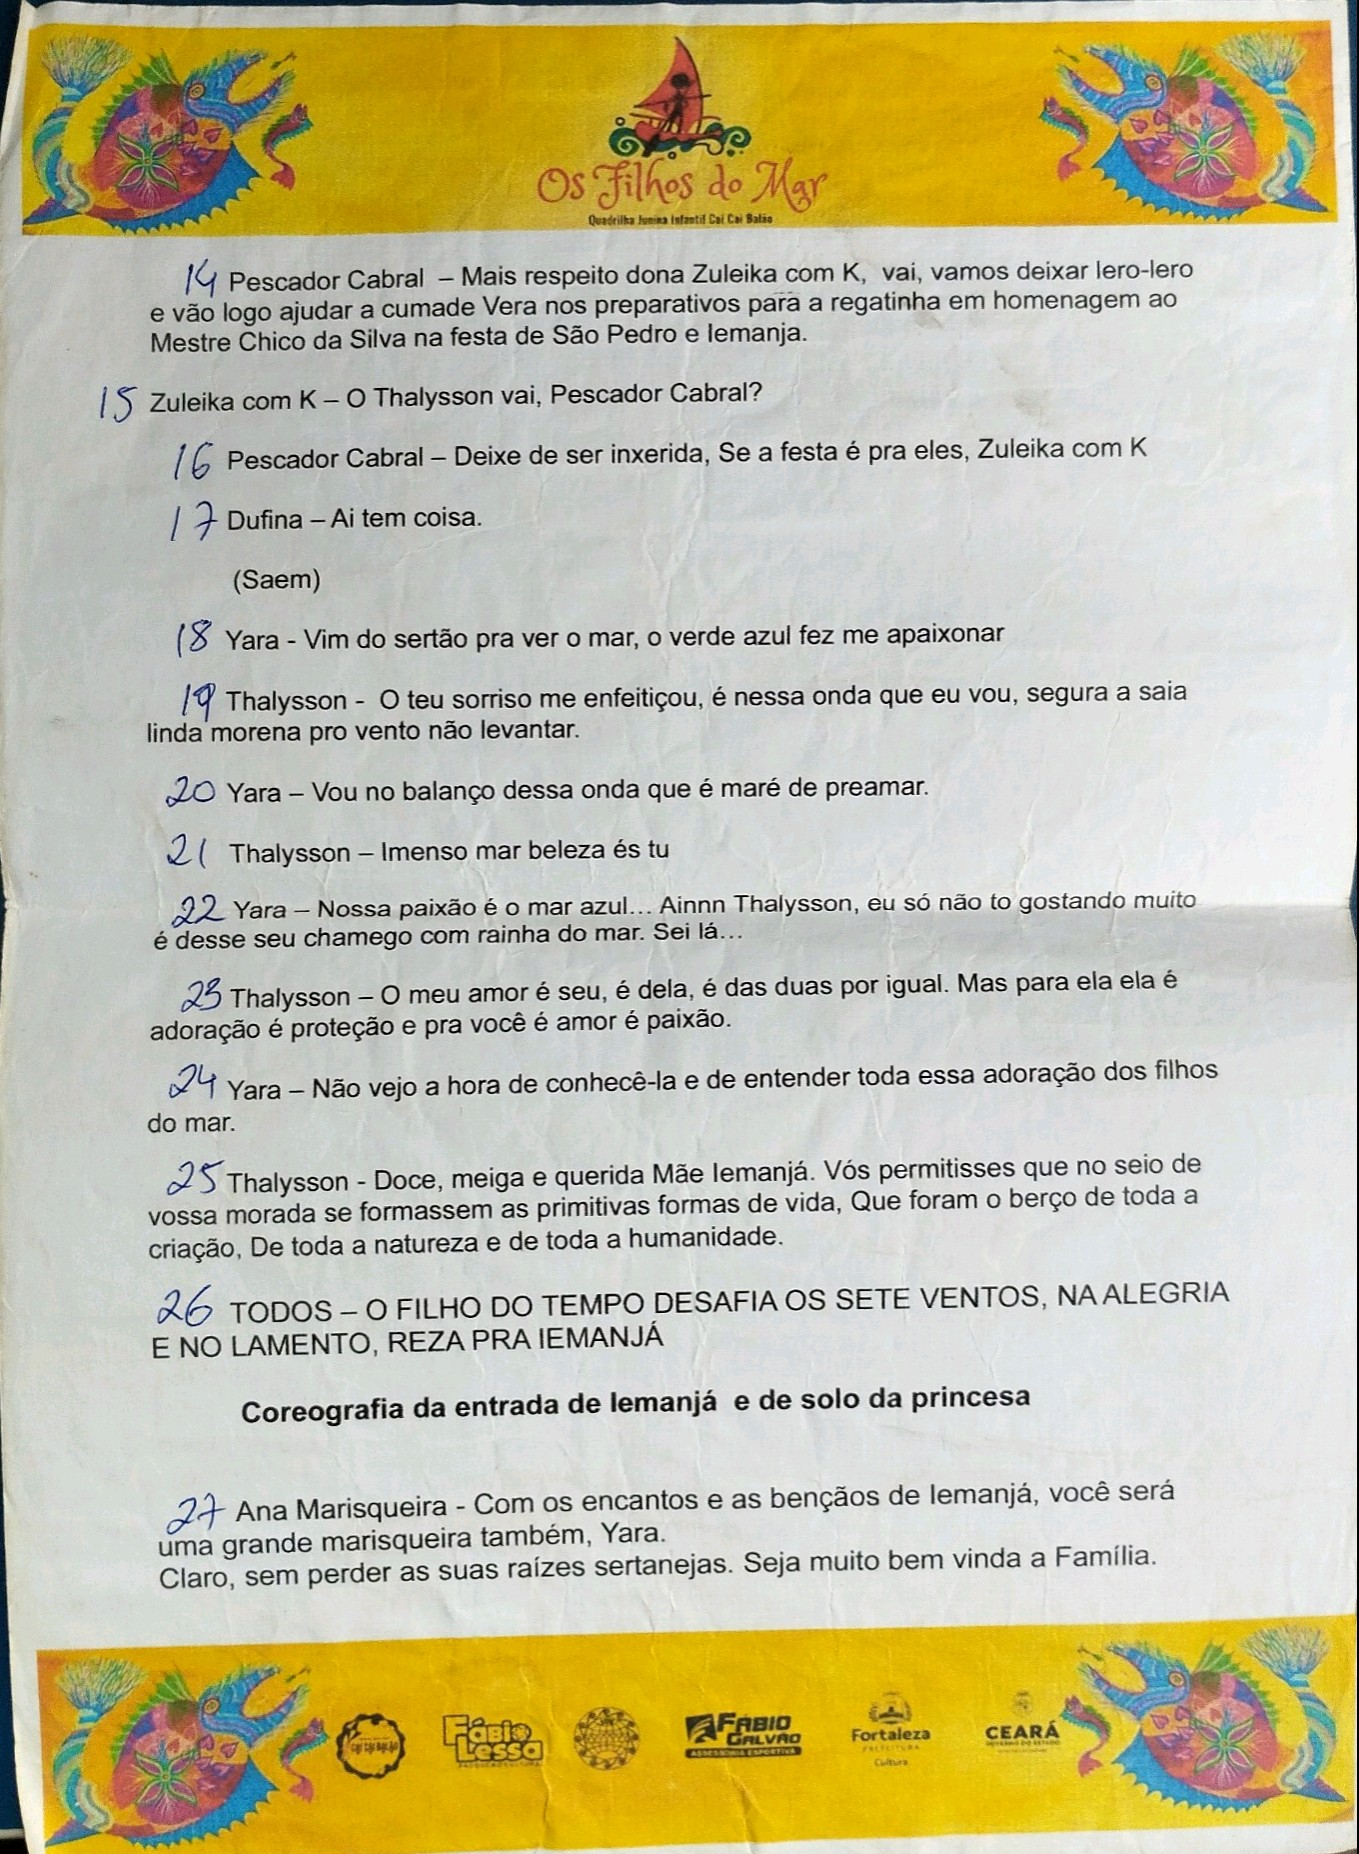 Os Filhos do Mar
Quadrilha Junina Infantil Cai Cai Balão
14 Pescador Cabral – Mais respeito dona Zuleika com K, vai, vamos deixar lero-lero
e vão logo ajudar a cumade Vera nos preparativos para a regatinha em homenagem ao
Mestre Chico da Silva na festa de São Pedro e Iemanja.
15 Zuleika com K – O Thalysson vai, Pescador Cabral?
16 Pescador Cabral – Deixe de ser inxerida, Se a festa é pra eles, Zuleika com K
17 Dufina – Ai tem coisa.
(Saem)
18 Yara - Vim do sertão pra ver o mar, o verde azul fez me apaixonar
19 Thalysson - O teu sorriso me enfeitiçou, é nessa onda que eu vou, segura a saia
linda morena pro vento não levantar.
20 Yara – Vou no balanço dessa onda que é maré de preamar.
21 Thalysson – Imenso mar beleza és tu
22 Yara – Nossa paixão é o mar azul... Ainnn Thalysson, eu só não to gostando muito
é desse seu chamego com rainha do mar. Sei lá...
23 Thalysson – O meu amor é seu, é dela, é das duas por igual. Mas para ela ela é
adoração é proteção e pra você é amor é paixão.
24 Yara – Não vejo a hora de conhecê-la e de entender toda essa adoração dos filhos
do mar.
25 Thalysson - Doce, meiga e querida Mãe Iemanjá. Vós permitisses que no seio de
vossa morada se formassem as primitivas formas de vida, Que foram o berço de toda a
criação, De toda a natureza e de toda a humanidade.
26 TODOS – O FILHO DO TEMPO DESAFIA OS SETE VENTOS, NA ALEGRIA
E NO LAMENTO, REZA PRA IEMANJÁ
Coreografia da entrada de Iemanjá e de solo da princesa
27 Ana Marisqueira - Com os encantos e as bençãos de Iemanjá, você será
uma grande marisqueira também, Yara.
Claro, sem perder as suas raízes sertanejas. Seja muito bem vinda a Família.
Fábio Lessa
FÁBIO GALVÃO
ASSESSORIA ESPORTIVA
Fortaleza
PREFEITURA
Cultura
CEARÁ
GOVERNO DO ESTADO